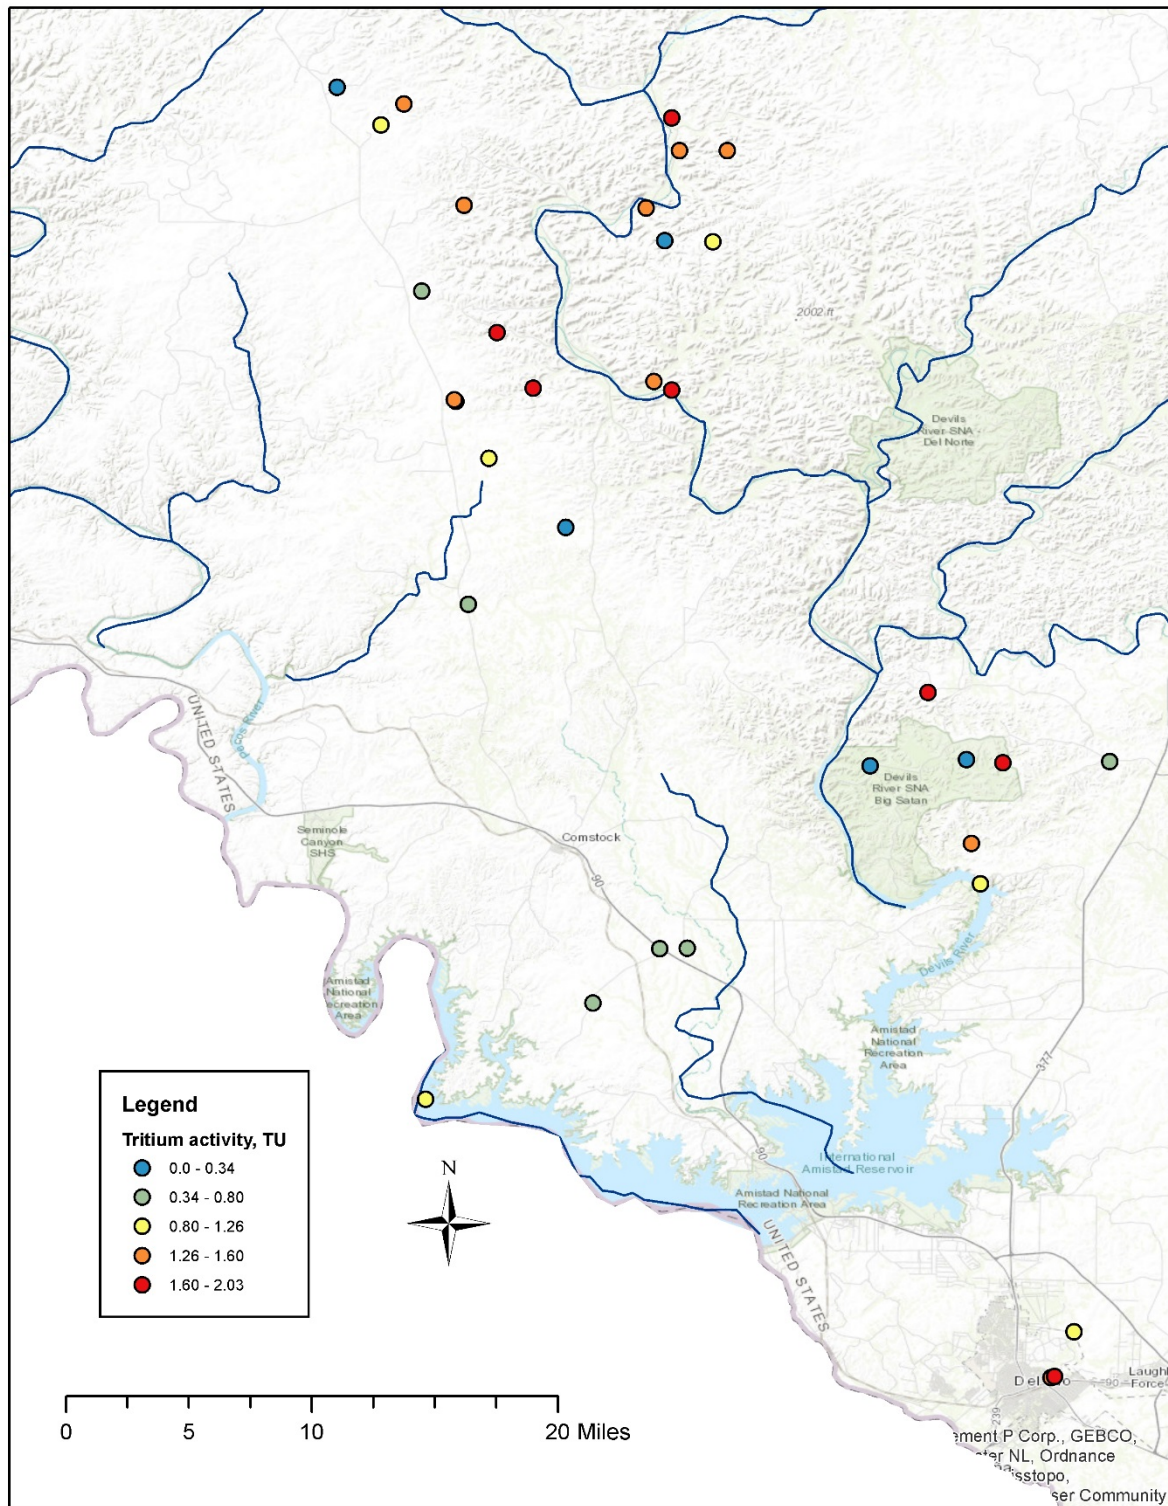 2002 ft
Devils
River SNA -
Del Norte
UNITED STATES
Pecos River
Devils
River SNA
Big Satan
Seminole
Canyon
SHS
Comstock
90
Amistad
National
Recreation
Area
Devils River
Amistad
National
Recreation
Area
377
90
International
Amistad Reservoir
Amistad National
Recreation Area
UNITED STATES
Legend
Tritium activity, TU
0.0 - 0.34
0.34 - 0.80
0.80 - 1.26
1.26 - 1.60
1.60 - 2.03
N
0 5 10 20 Miles
Del
o
90
Laugh
Force
239
ement P Corp., GEBCO,
ster NL, Ordnance
isstopo,
ser Community